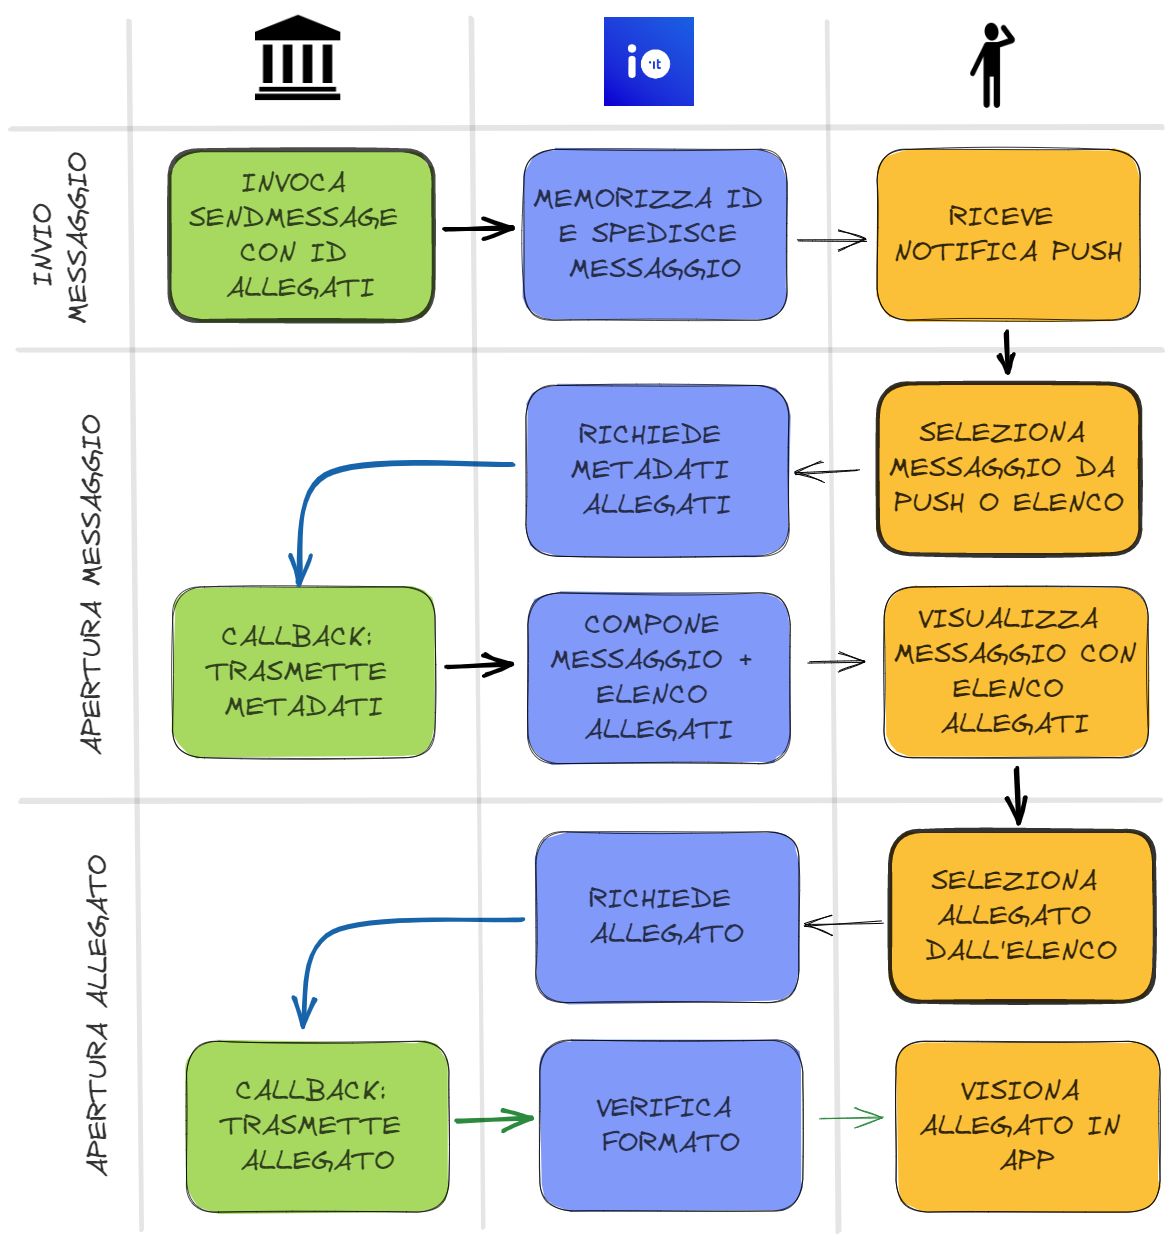 io
it
INVIO
MESSAGGIO
INVOCA
SENDMESSAGE
CON ID
ALLEGATI
MEMORIZZA ID
E SPEDISCE
MESSAGGIO
RICEVE
NOTIFICA PUSH
APERTURA MESSAGGIO
RICHIEDE
METADATI
ALLEGATI
SELEZIONA
MESSAGGIO DA
PUSH O ELENCO
CALLBACK:
TRASMETTE
METADATI
COMPONE
MESSAGGIO +
ELENCO
ALLEGATI
VISUALIZZA
MESSAGGIO CON
ELENCO
ALLEGATI
APERTURA ALLEGATO
RICHIEDE
ALLEGATO
SELEZIONA
ALLEGATO
DALL'ELENCO
CALLBACK:
TRASMETTE
ALLEGATO
VERIFICA
FORMATO
VISIONA
ALLEGATO IN
APP